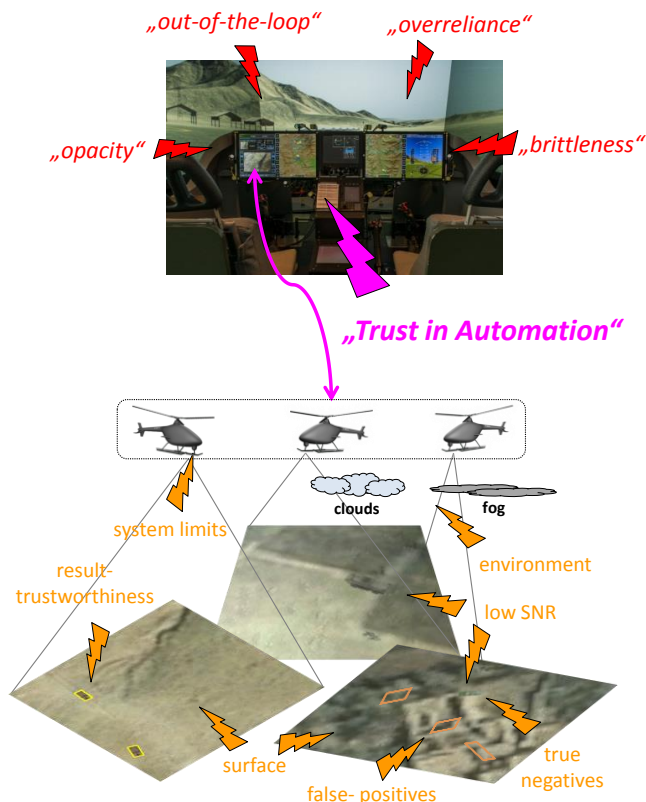 „out-of-the-loop“
„overreliance“
„opacity“
„brittleness“
„Trust in Automation“
clouds
fog
system limits
environment
result-
trustworthiness
low SNR
surface
true
negatives
false- positives